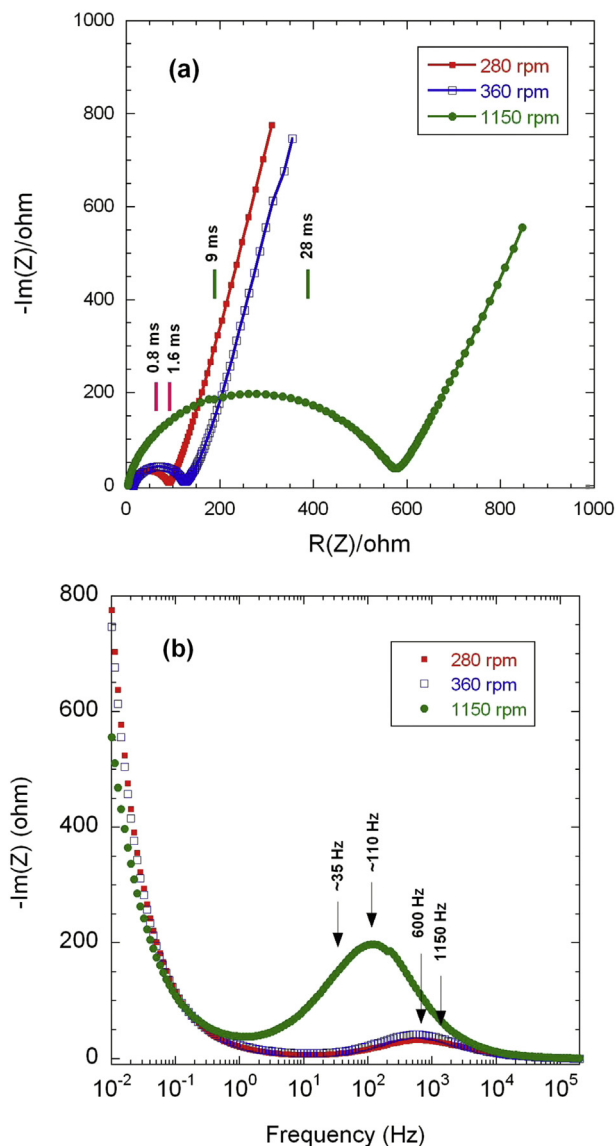 (a)
280 rpm
360 rpm
1150 rpm
1000
800
600
400
200
0
-Im(Z)/ohm
0.8 ms
1.6 ms
9 ms
28 ms
0 200 400 600 800 1000
R(Z)/ohm
(b)
280 rpm
360 rpm
1150 rpm
800
600
400
200
0
-Im(Z) (ohm)
~35 Hz
~110 Hz
600 Hz
1150 Hz
10⁻² 10⁻¹ 10⁰ 10¹ 10² 10³ 10⁴ 10⁵
Frequency (Hz)